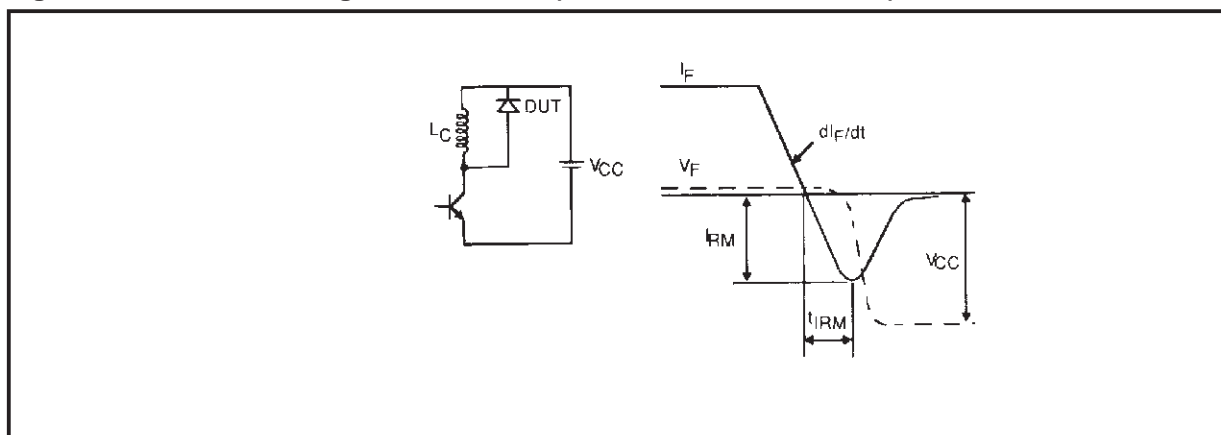 DUT
LC
VCC
IF
dIF/dt
VF
IRM
VCC
tIRM